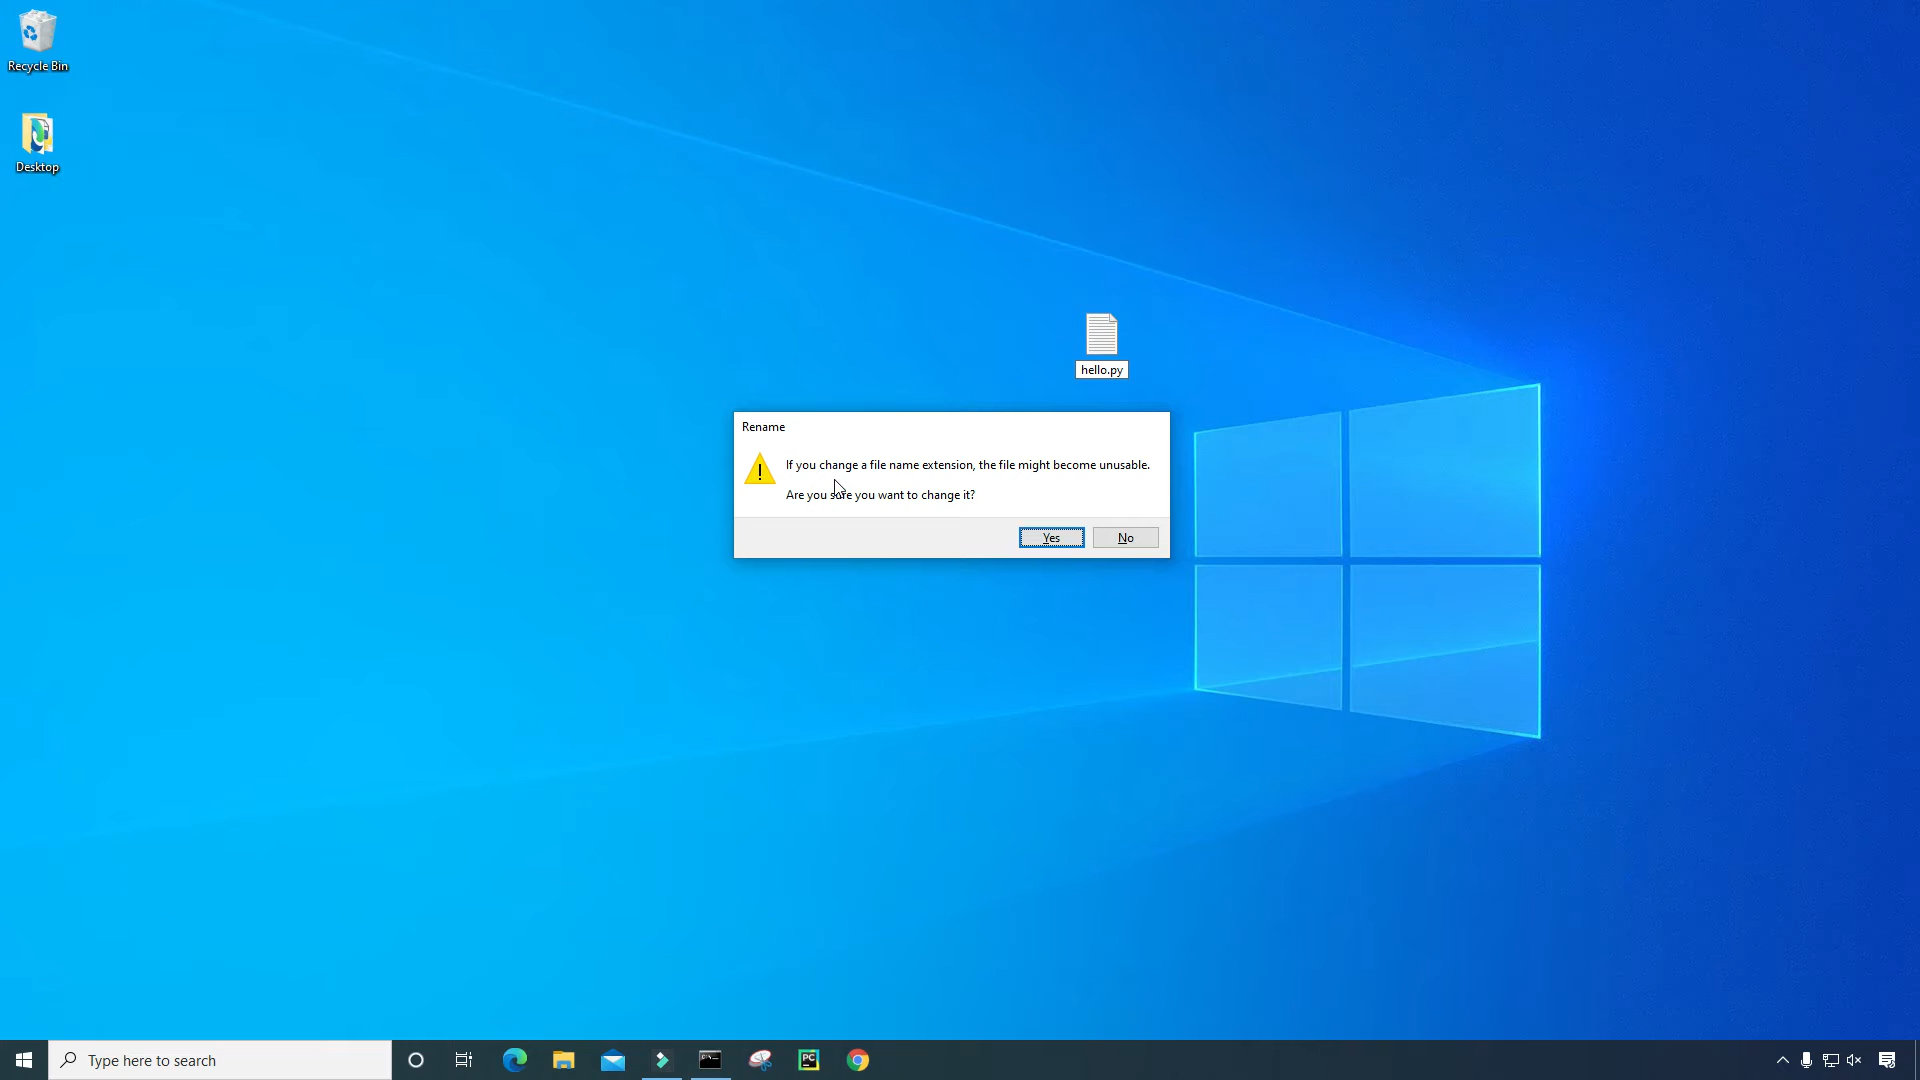 Recycle Bin
Desktop
hello.py
Rename
If you change a file name extension, the file might become unusable.
Are you sure you want to change it?
Yes
No
Type here to search
PC